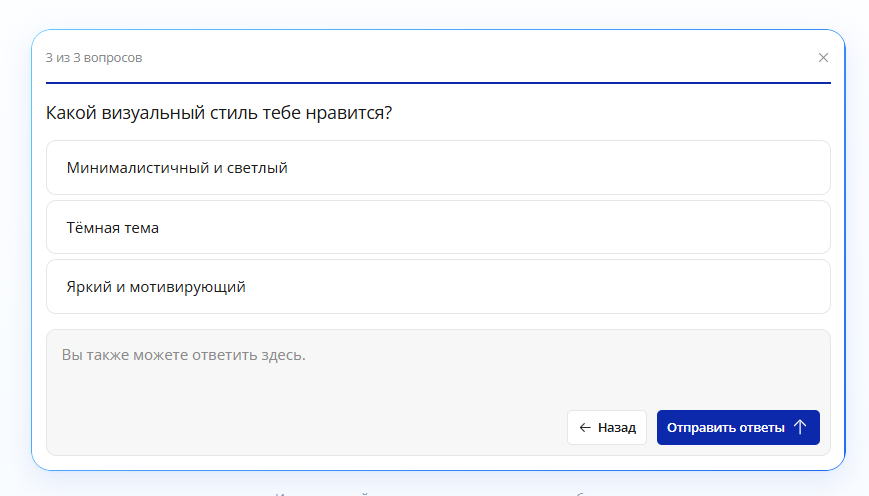 3 из 3 вопросов
Какой визуальный стиль тебе нравится?
Минималистичный и светлый
Тёмная тема
Яркий и мотивирующий
Вы также можете ответить здесь.
← Назад
Отправить ответы ↑